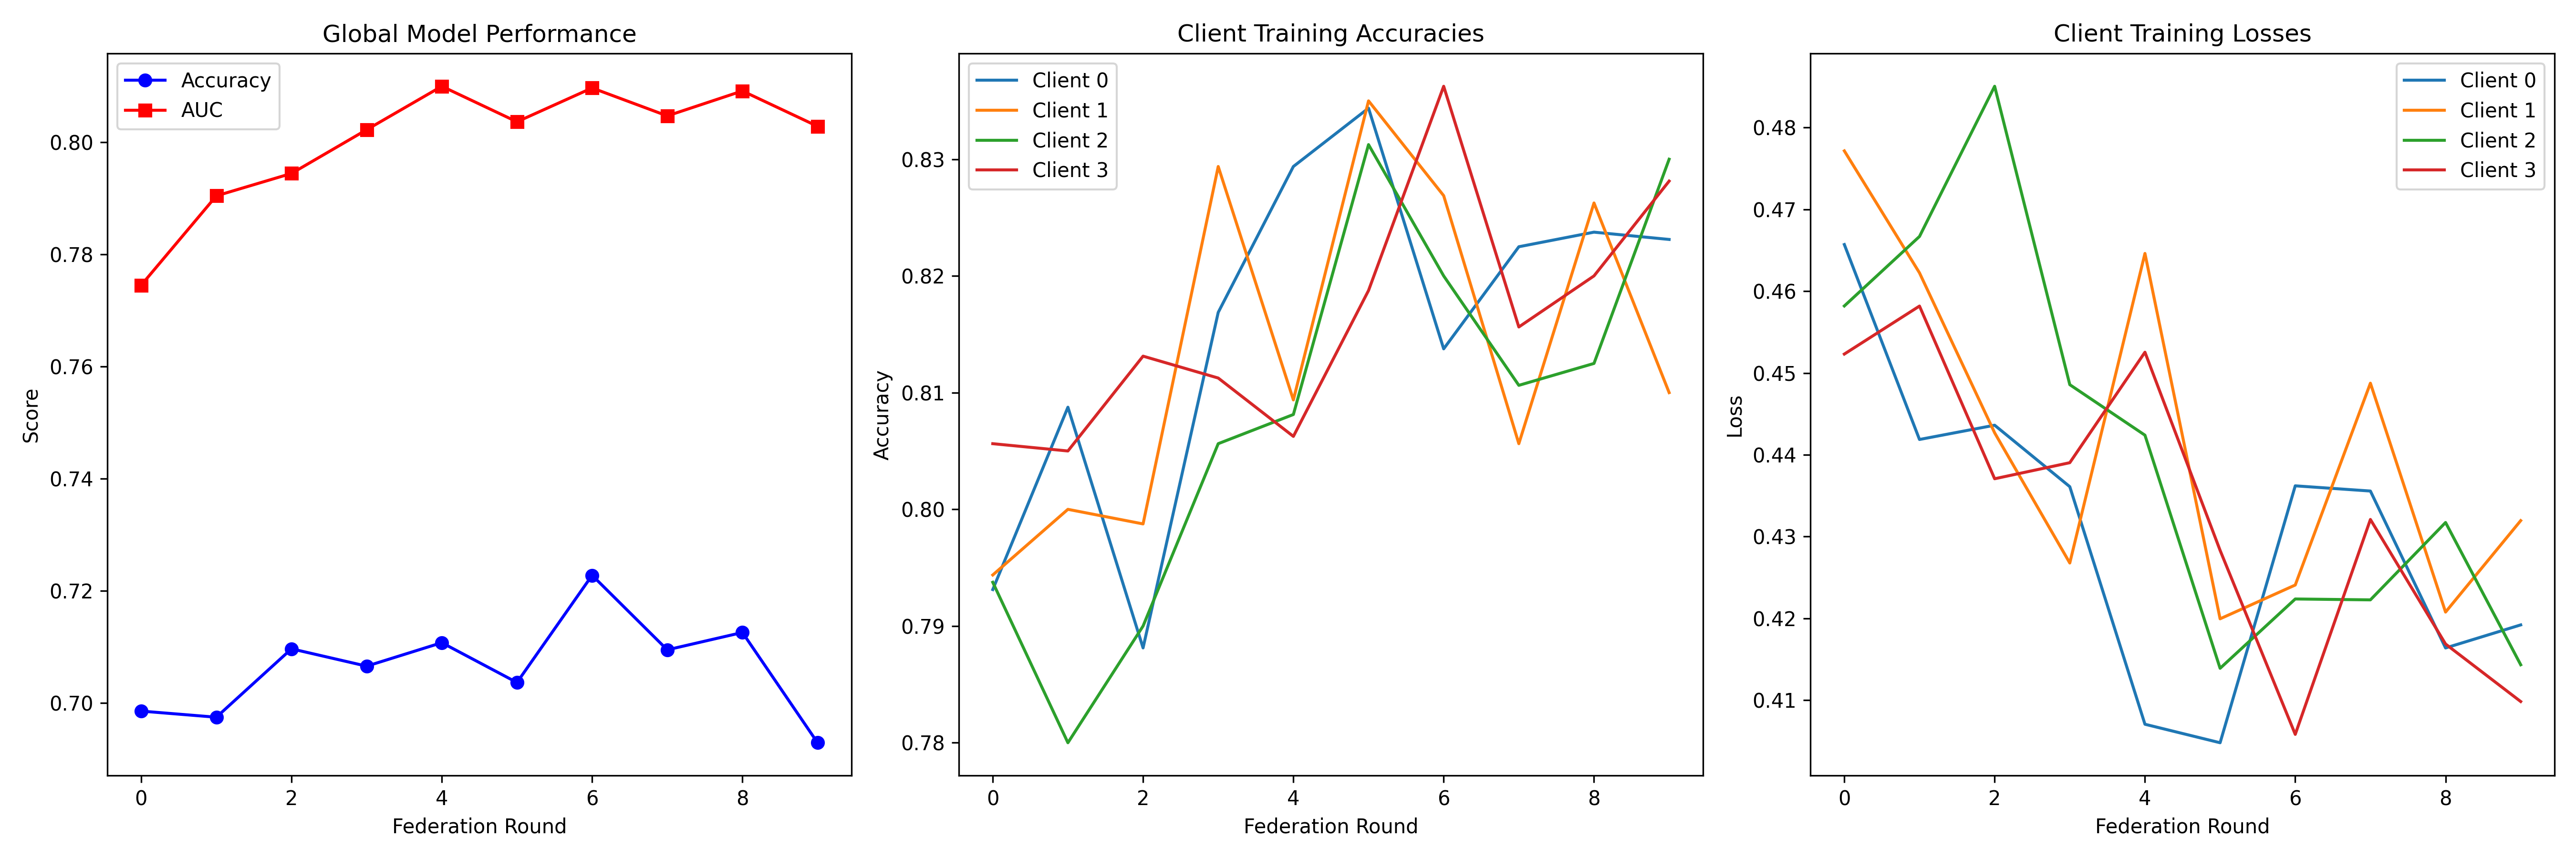 Global Model Performance
Accuracy
AUC
0.80
0.78
0.76
0.74
0.72
0.70
Score
0 2 4 6 8
Federation Round
Client Training Accuracies
Client 0
Client 1
Client 2
Client 3
0.83
0.82
0.81
0.80
0.79
0.78
Accuracy
0 2 4 6 8
Federation Round
Client Training Losses
Client 0
Client 1
Client 2
Client 3
0.48
0.47
0.46
0.45
0.44
0.43
0.42
0.41
Loss
0 2 4 6 8
Federation Round